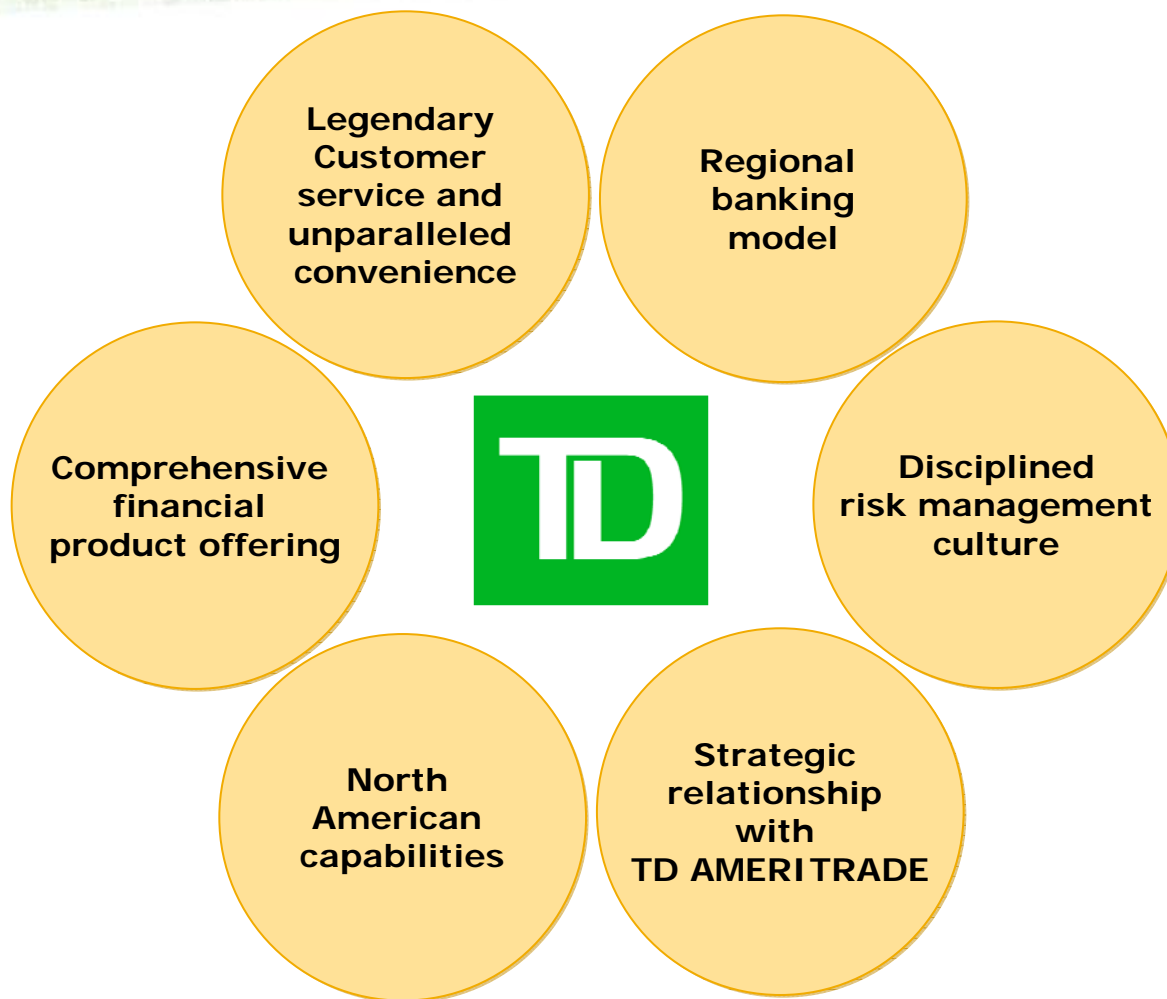 Legendary
Customer
service and
unparalleled
convenience
Regional
banking
model
Comprehensive
financial
product offering
TD
Disciplined
risk management
culture
North
American
capabilities
Strategic
relationship
with
TD AMERITRADE